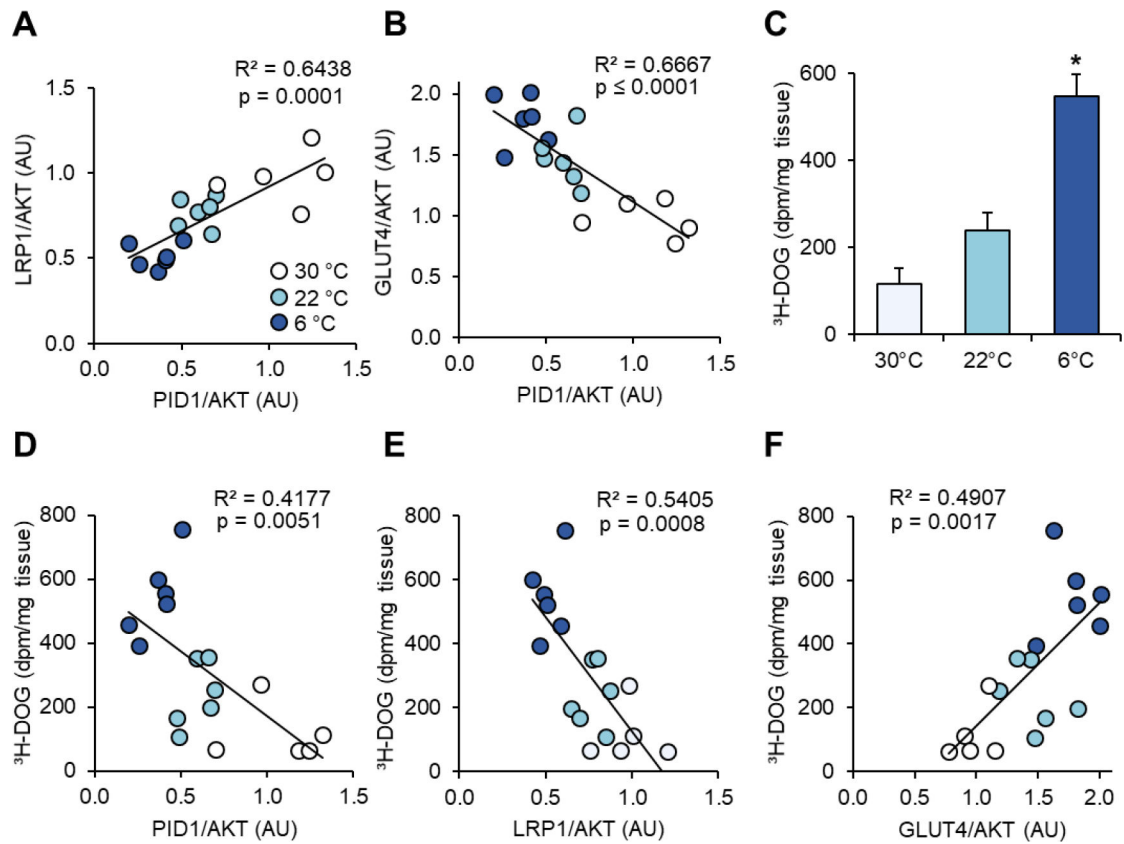 A
R² = 0.6438
p = 0.0001
1.5
1.0
0.5
0.0
LRP1/AKT (AU)
30 °C
22 °C
6 °C
0.0 0.5 1.0 1.5
PID1/AKT (AU)
B
R² = 0.6667
p ≤ 0.0001
2.0
1.5
1.0
0.5
0.0
GLUT4/AKT (AU)
0.0 0.5 1.0 1.5
PID1/AKT (AU)
C
*
600
400
200
0
³H-DOG (dpm/mg tissue)
30°C 22°C 6°C
D
R² = 0.4177
p = 0.0051
800
600
400
200
0
³H-DOG (dpm/mg tissue)
0.0 0.5 1.0 1.5
PID1/AKT (AU)
E
R² = 0.5405
p = 0.0008
800
600
400
200
0
³H-DOG (dpm/mg tissue)
0.0 0.5 1.0 1.5
LRP1/AKT (AU)
F
R² = 0.4907
p = 0.0017
800
600
400
200
0
³H-DOG (dpm/mg tissue)
0.0 0.5 1.0 1.5 2.0
GLUT4/AKT (AU)